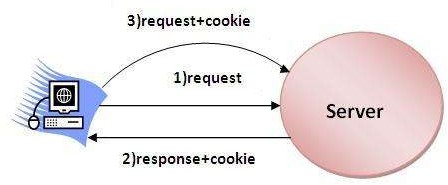 3)request+cookie
1)request
Server
2)response+cookie